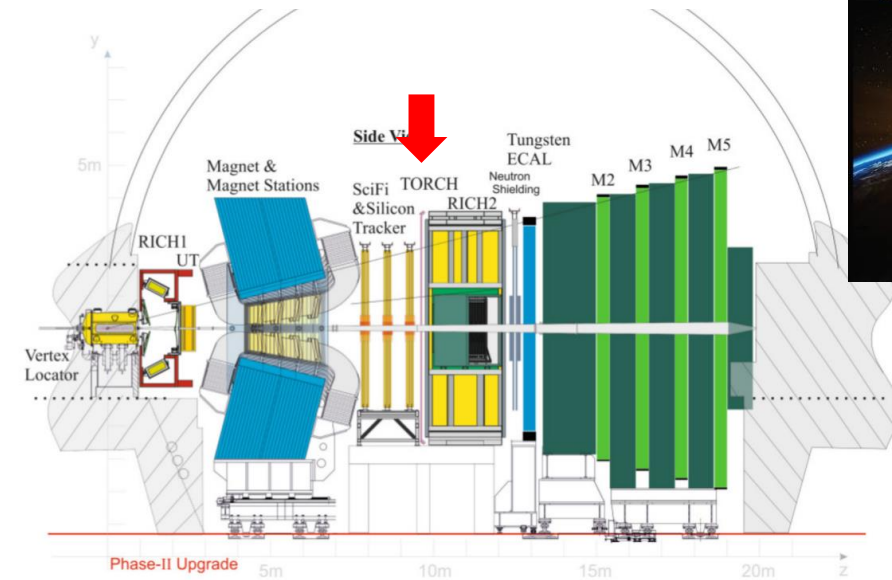 y
5m
Side Vi
Magnet &
Magnet Stations
SciFi
&Silicon
Tracker
TORCH
RICH2
Tungsten
ECAL
Neutron
Shielding
M2
M3
M4
M5
RICH1
UT
Vertex
Locator
Phase-II Upgrade
5m
10m
15m
20m
z